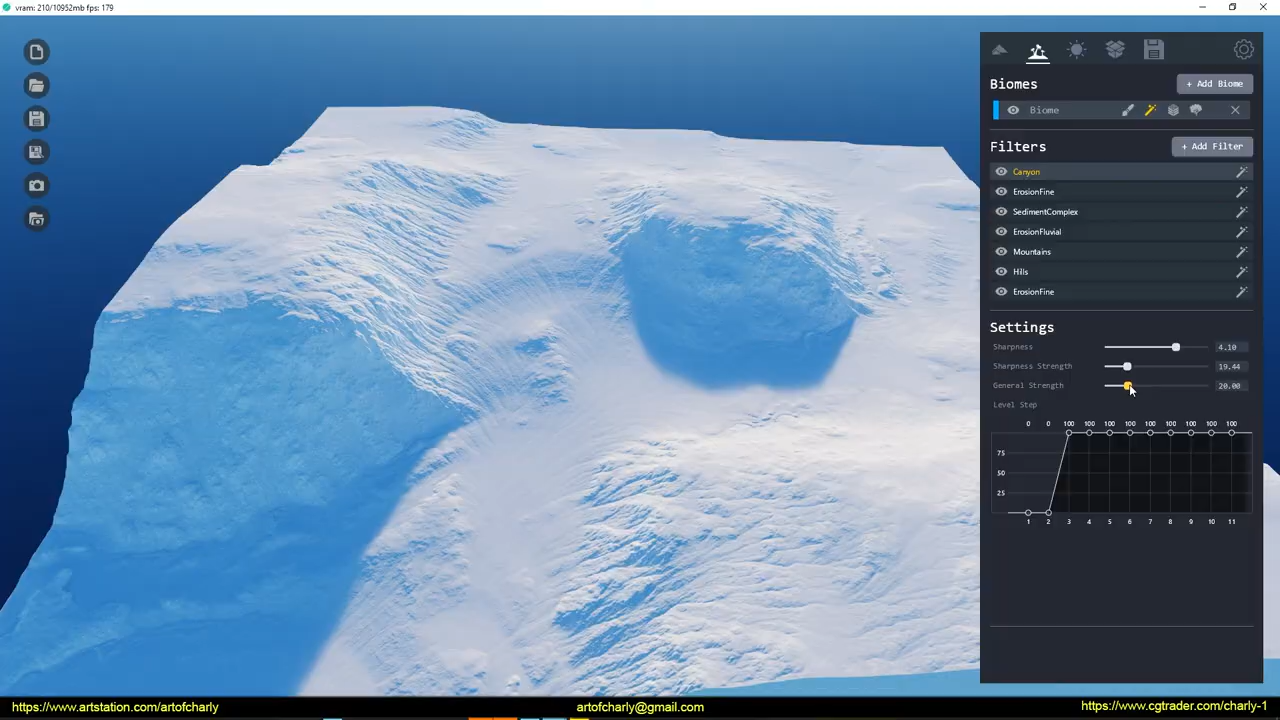 vram: 210/10952mb fps: 179
Biomes
+ Add Biome
Biome
Filters
+ Add Filter
Canyon
ErosionFine
SedimentComplex
ErosionFluvial
Mountains
Hills
ErosionFine
Settings
Sharpness 4.10
Sharpness Strength 19.44
General Strength 20.00
Level Step
0 0 100 100 100 100 100 100 100 100 100
75
50
25
1 2 3 4 5 6 7 8 9 10 11
https://www.artstation.com/artofcharly
artofcharly@gmail.com
https://www.cgtrader.com/charly-1